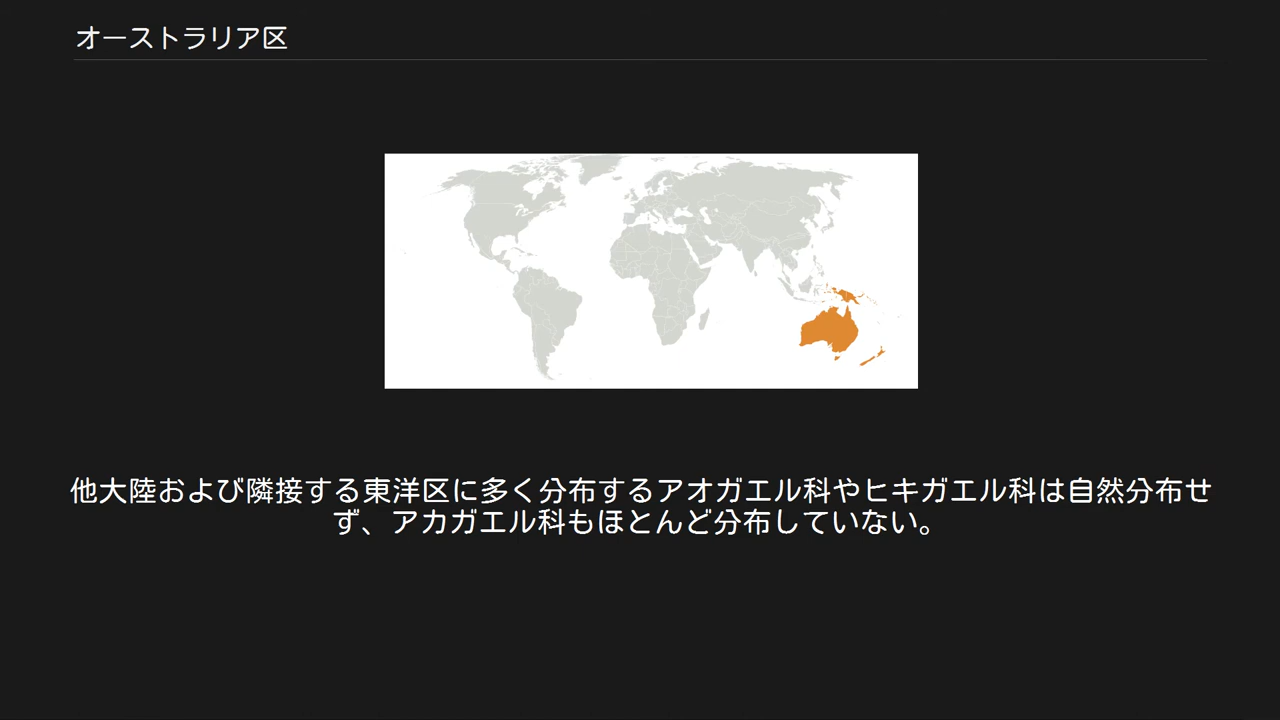 オーストラリア区
他大陸および隣接する東洋区に多く分布するアオガエル科やヒキガエル科は自然分布せ
ず、アカガエル科もほとんど分布していない。